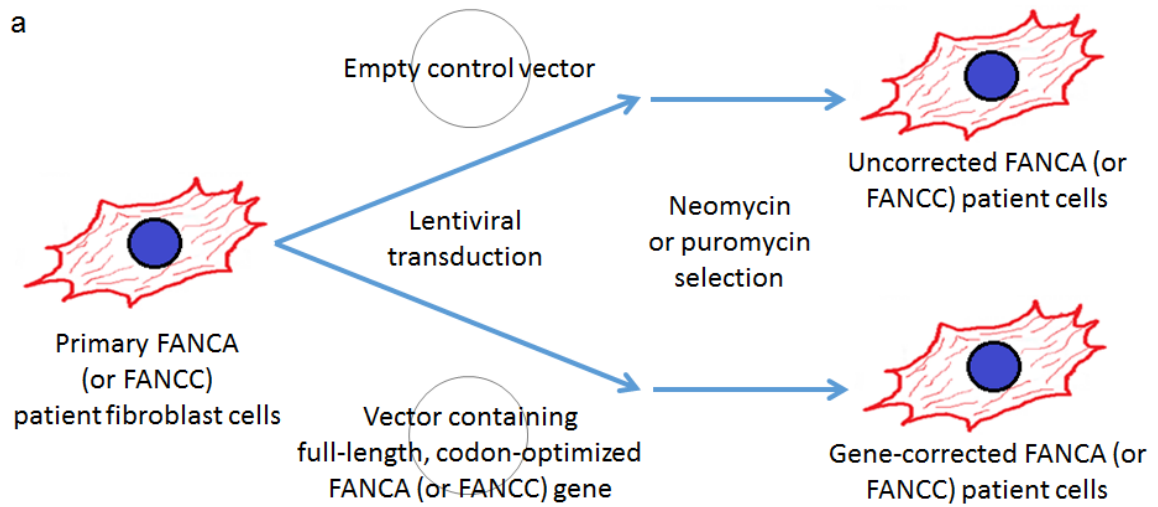 a
Empty control vector
Uncorrected FANCA (or
FANCC) patient cells
Lentiviral
transduction
Neomycin
or puromycin
selection
Primary FANCA
(or FANCC)
patient fibroblast cells
Vector containing
full-length, codon-optimized
FANCA (or FANCC) gene
Gene-corrected FANCA (or
FANCC) patient cells